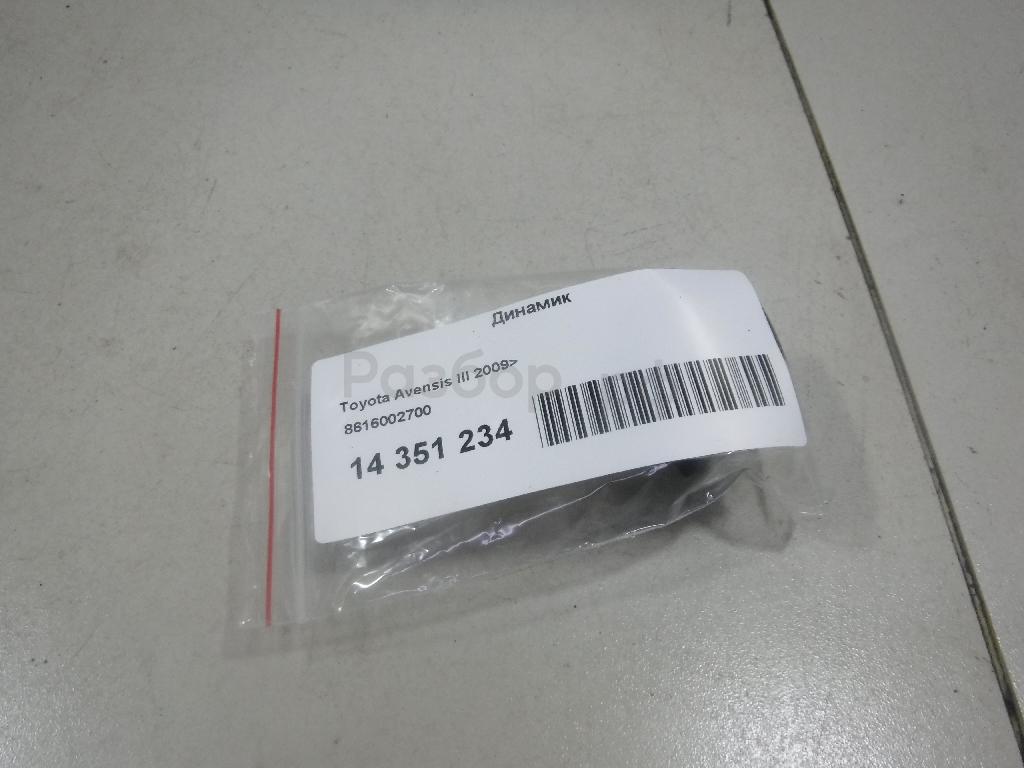 Динамик
Разбор
Toyota Avensis III 2009>
8616002700
14 351 234